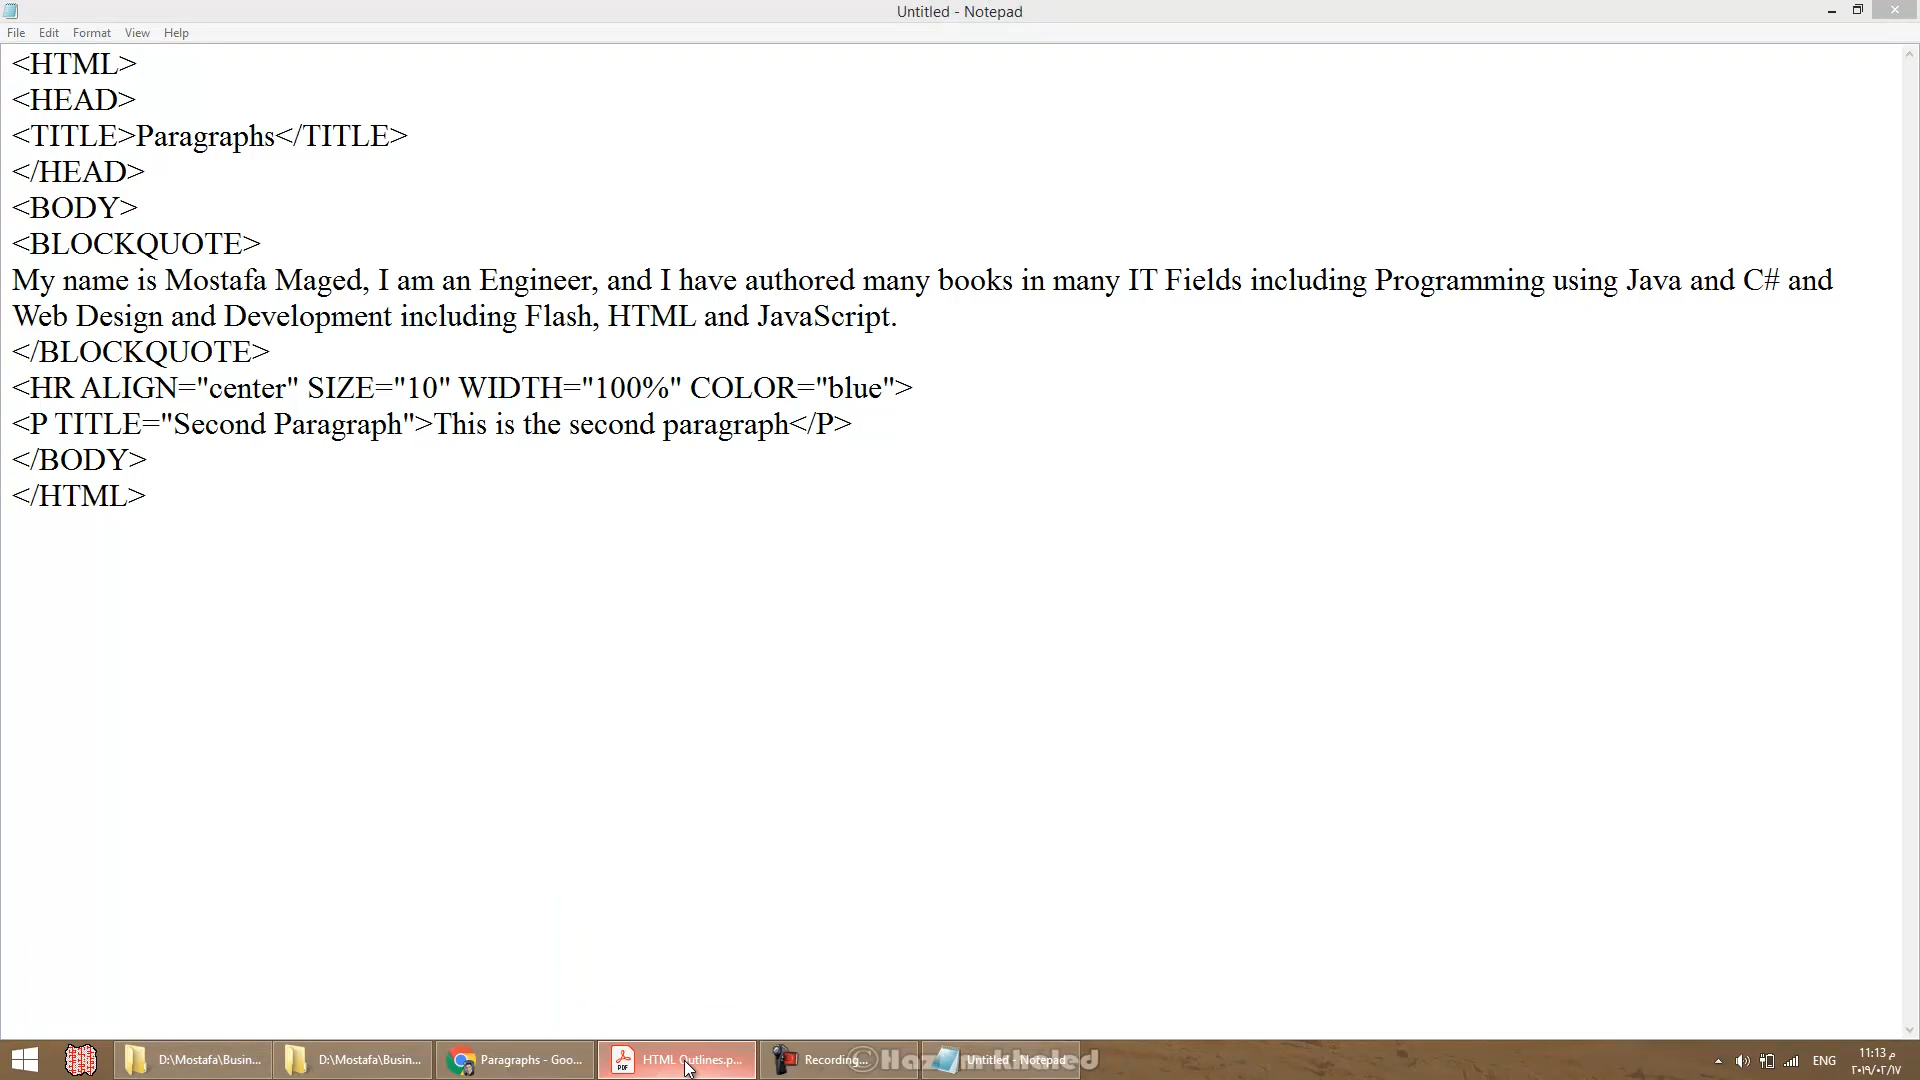 Untitled - Notepad
File Edit Format View Help
<HTML>
<HEAD>
<TITLE>Paragraphs</TITLE>
</HEAD>
<BODY>
<BLOCKQUOTE>
My name is Mostafa Maged, I am an Engineer, and I have authored many books in many IT Fields including Programming using Java and C# and
Web Design and Development including Flash, HTML and JavaScript.
</BLOCKQUOTE>
<HR ALIGN="center" SIZE="10" WIDTH="100%" COLOR="blue">
<P TITLE="Second Paragraph">This is the second paragraph</P>
</BODY>
</HTML>
D:\Mostafa\Busin... D:\Mostafa\Busin... Paragraphs - Goo... HTML Outlines.p... Recording... Untitled - Notepad ENG
11:13 م
٢٠١٩/٠٢/١٧